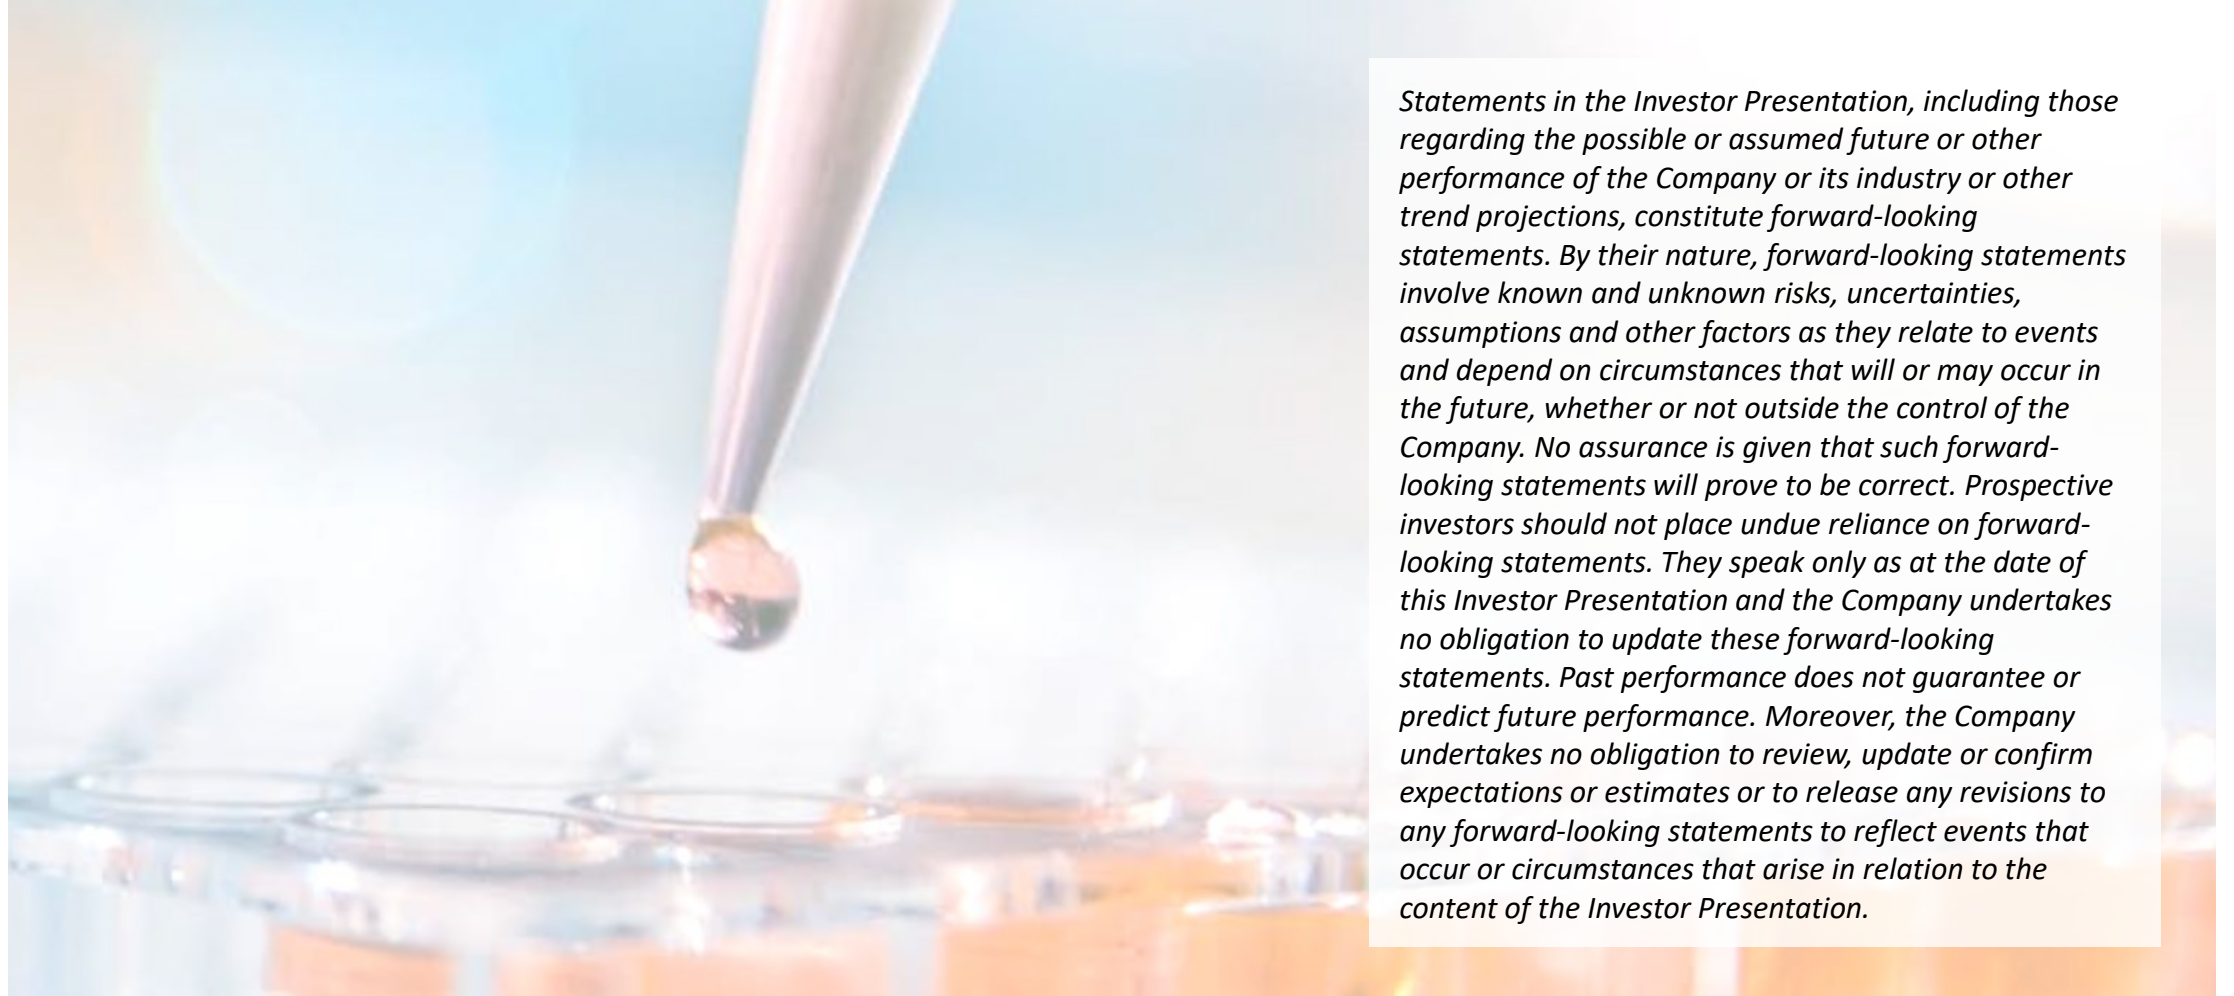 Statements in the Investor Presentation, including those
regarding the possible or assumed future or other
performance of the Company or its industry or other
trend projections, constitute forward-looking
statements. By their nature, forward-looking statements
involve known and unknown risks, uncertainties,
assumptions and other factors as they relate to events
and depend on circumstances that will or may occur in
the future, whether or not outside the control of the
Company. No assurance is given that such forward-
looking statements will prove to be correct. Prospective
investors should not place undue reliance on forward-
looking statements. They speak only as at the date of
this Investor Presentation and the Company undertakes
no obligation to update these forward-looking
statements. Past performance does not guarantee or
predict future performance. Moreover, the Company
undertakes no obligation to review, update or confirm
expectations or estimates or to release any revisions to
any forward-looking statements to reflect events that
occur or circumstances that arise in relation to the
content of the Investor Presentation.